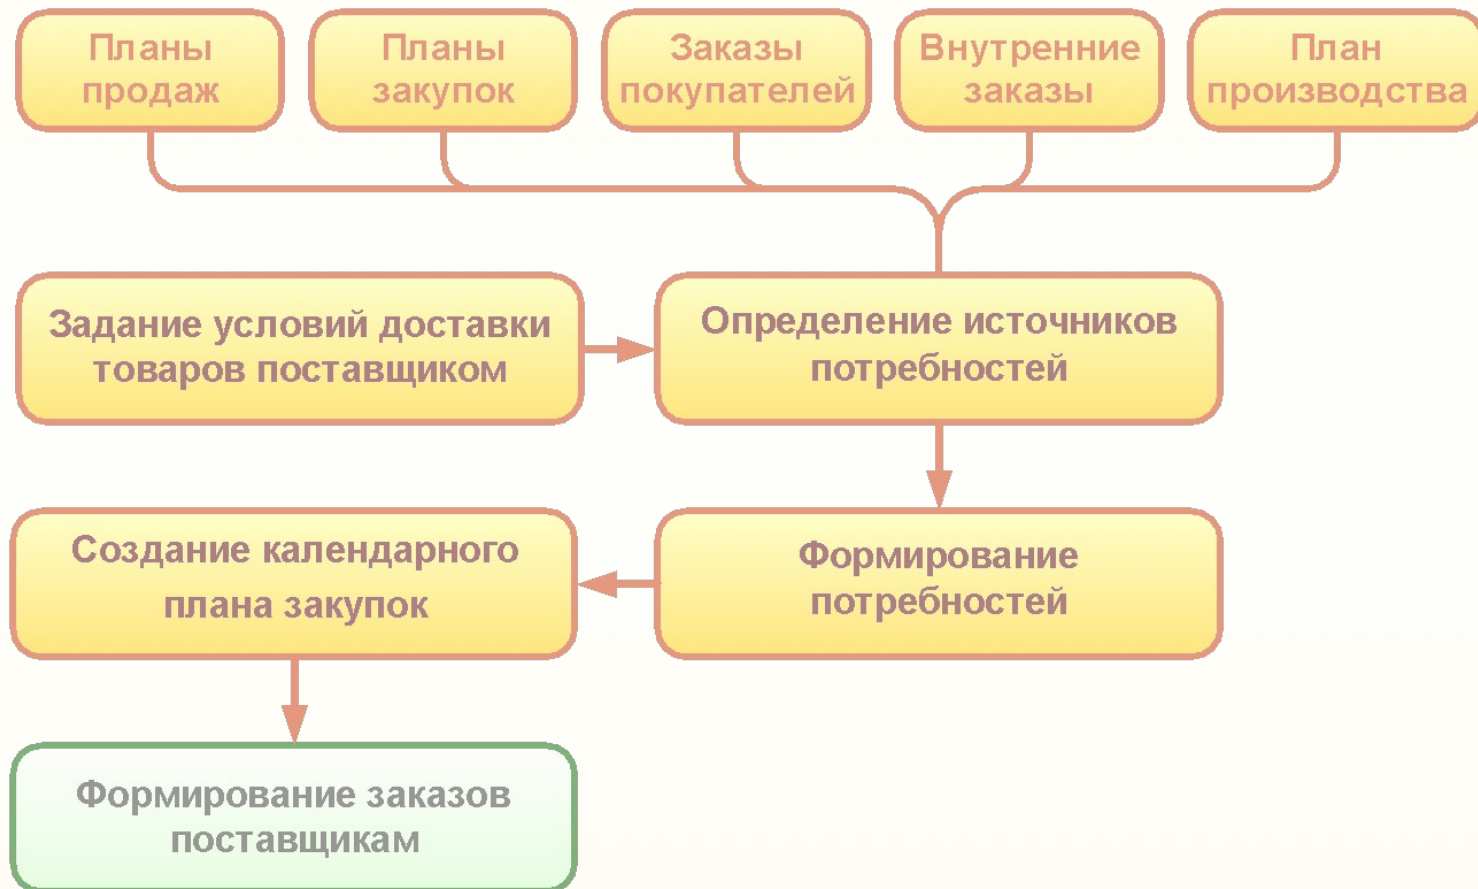 Планы
продаж
Планы
закупок
Заказы
покупателей
Внутренние
заказы
План
производства
Задание условий доставки
товаров поставщиком
Определение источников
потребностей
Создание календарного
плана закупок
Формирование
потребностей
Формирование заказов
поставщикам